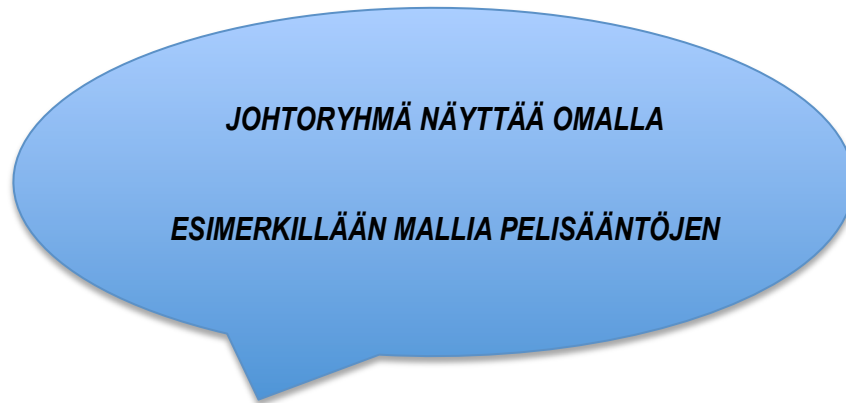 JOHTORYHMÄ NÄYTTÄÄ OMALLA
ESIMERKILLÄÄN MALLIA PELISÄÄNTÖJEN